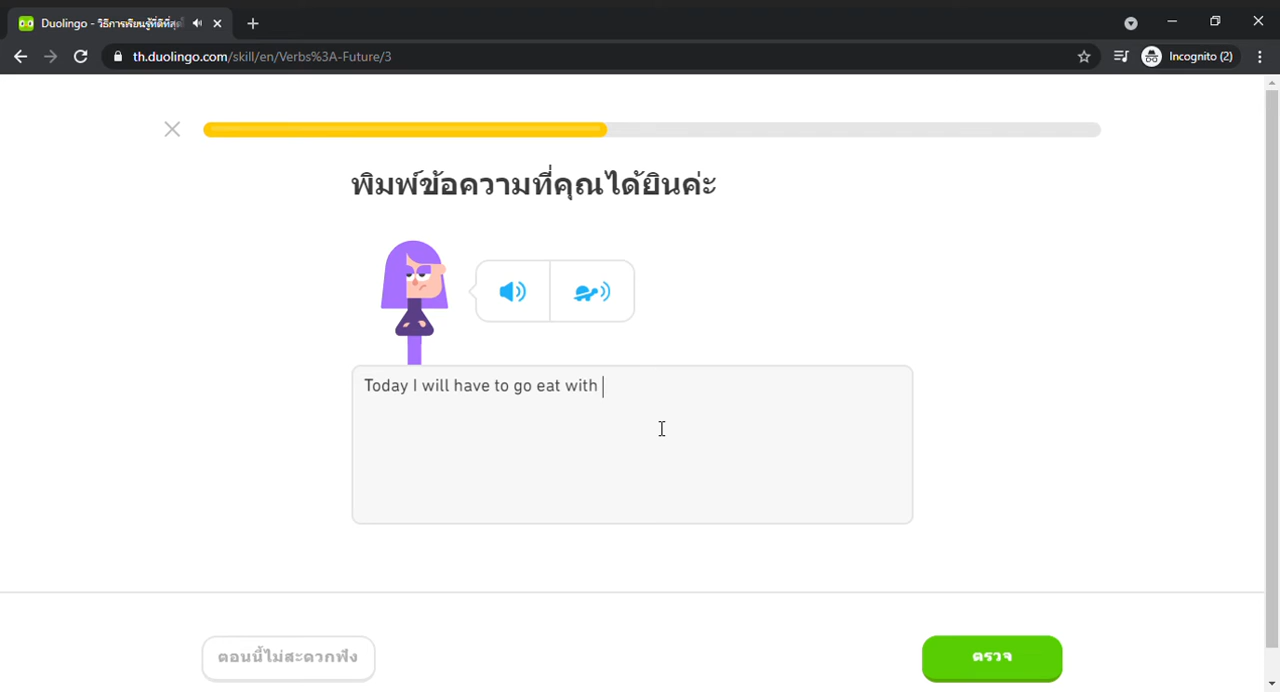 Duolingo - วิธีการเรียนรู้ที่ดีที่สุด
th.duolingo.com/skill/en/Verbs%3A-Future/3
Incognito (2)
พิมพ์ข้อความที่คุณได้ยินค่ะ
Today I will have to go eat with
ตอนนี้ไม่สะดวกฟัง
ตรวจ